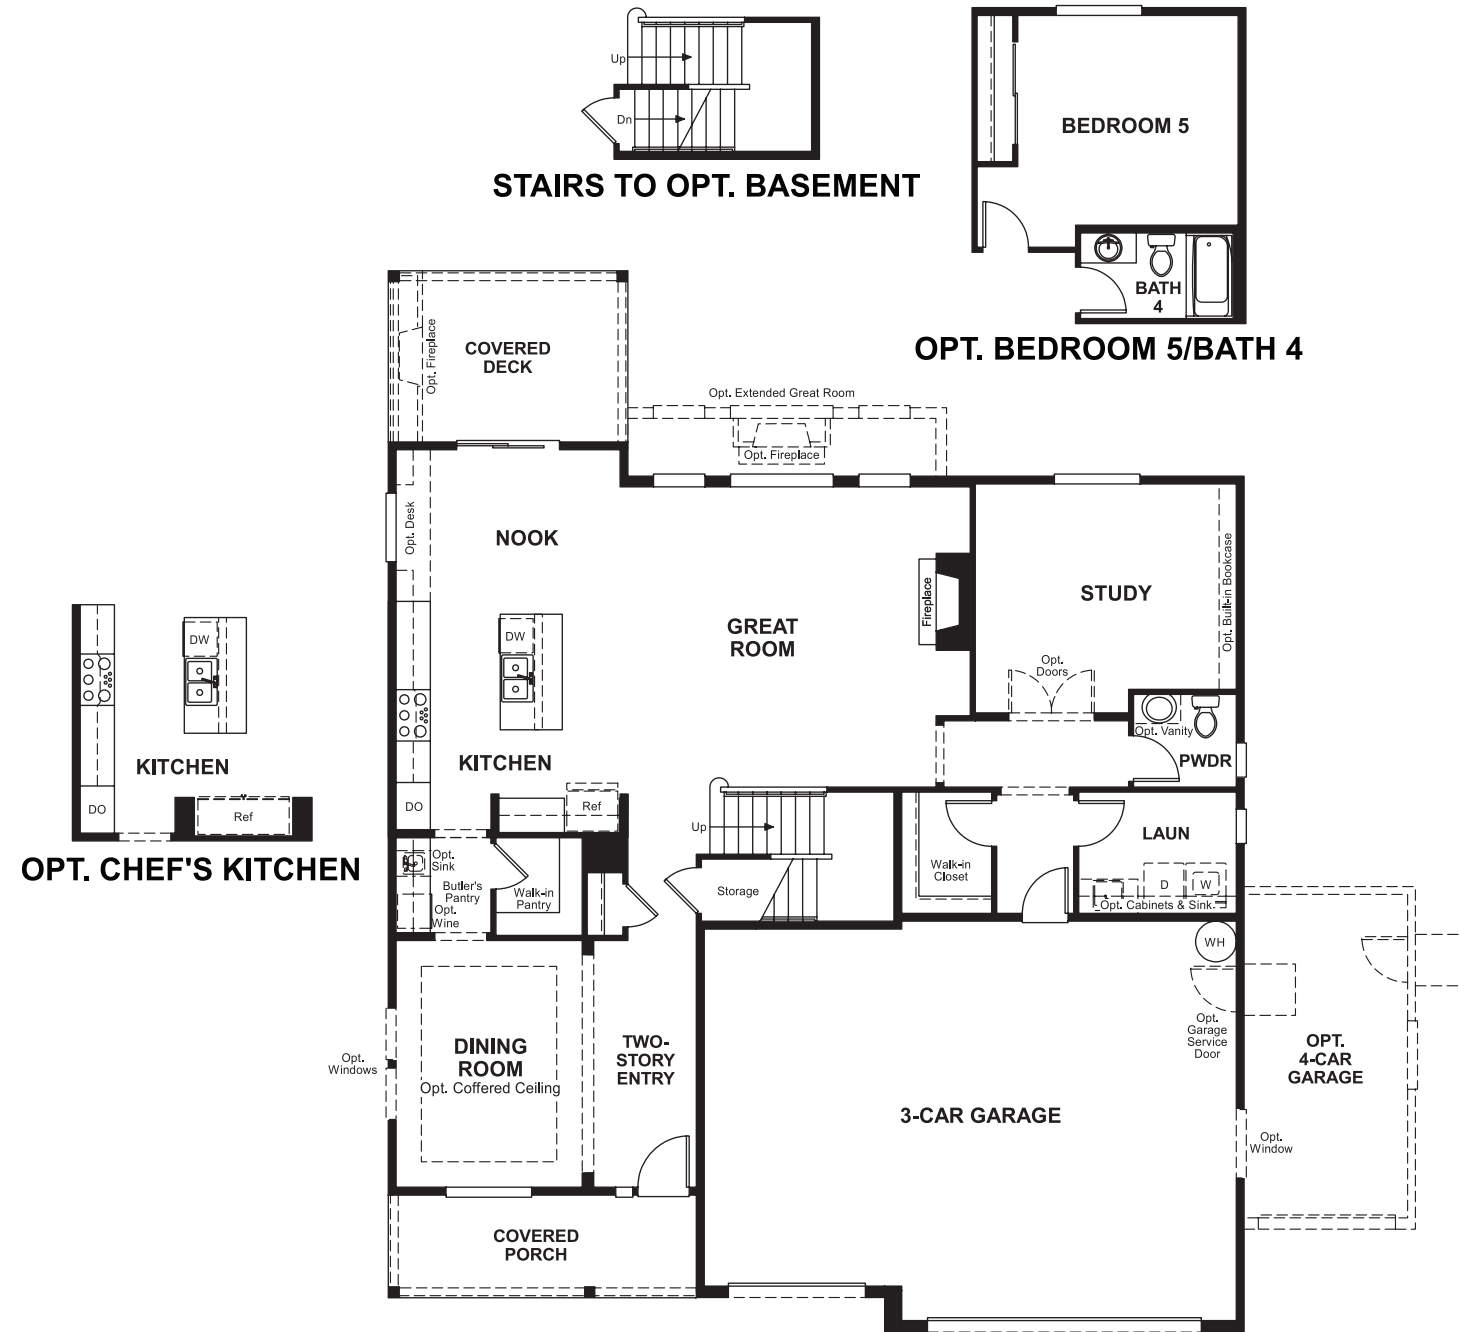 Up
Dn
STAIRS TO OPT. BASEMENT
BEDROOM 5
BATH
4
OPT. BEDROOM 5/BATH 4
COVERED
DECK
Opt. Fireplace
Opt. Extended Great Room
Opt. Fireplace
NOOK
Opt. Desk
GREAT
ROOM
Fireplace
STUDY
Opt. Built-in Bookcase
Opt.
Doors
DW
KITCHEN
DO
Ref
OPT. CHEF'S KITCHEN
DW
KITCHEN
DO
Ref
Opt. Vanity
PWDR
Up
Storage
Walk-in
Closet
LAUN
D
W
Opt. Cabinets & Sink
Opt.
Sink
Butler's
Pantry
Opt.
Wine
Walk-in
Pantry
WH
Opt.
Garage
Service
Door
OPT.
4-CAR
GARAGE
Opt.
Windows
DINING
ROOM
Opt. Coffered Ceiling
TWO-
STORY
ENTRY
3-CAR GARAGE
Opt.
Window
COVERED
PORCH